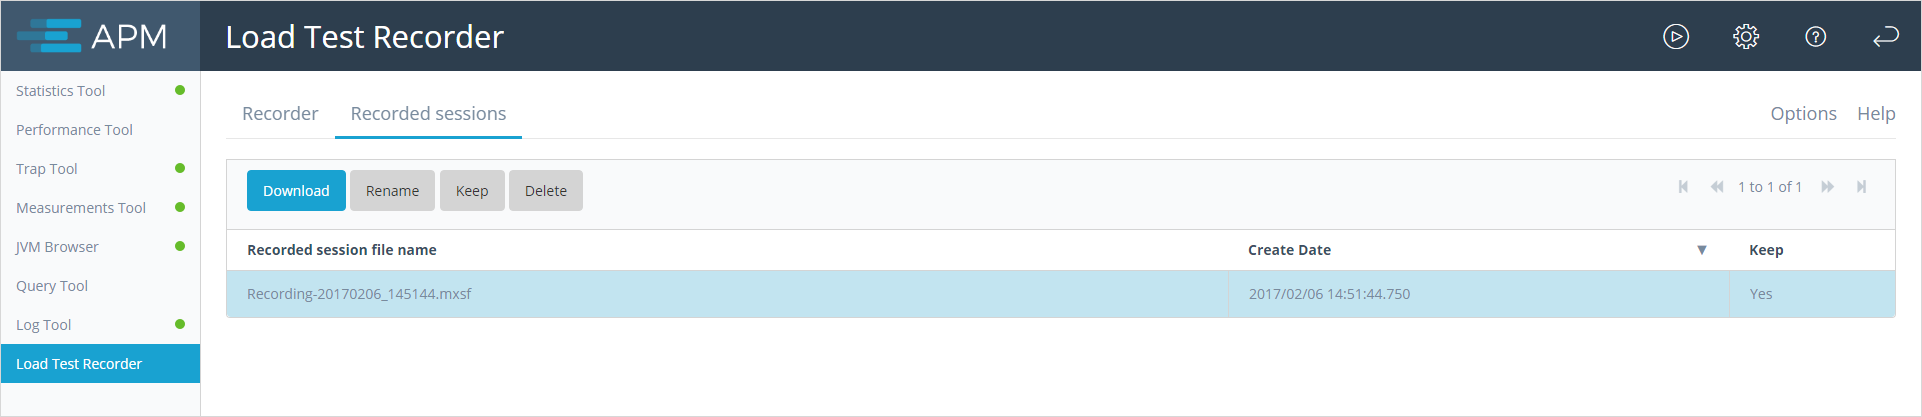 APM
Load Test Recorder
Statistics Tool
Performance Tool
Trap Tool
Measurements Tool
JVM Browser
Query Tool
Log Tool
Load Test Recorder
Recorder Recorded sessions Options Help
Download Rename Keep Delete 1 to 1 of 1
Recorded session file name Create Date ▼ Keep
Recording-20170206_145144.mxsf 2017/02/06 14:51:44.750 Yes